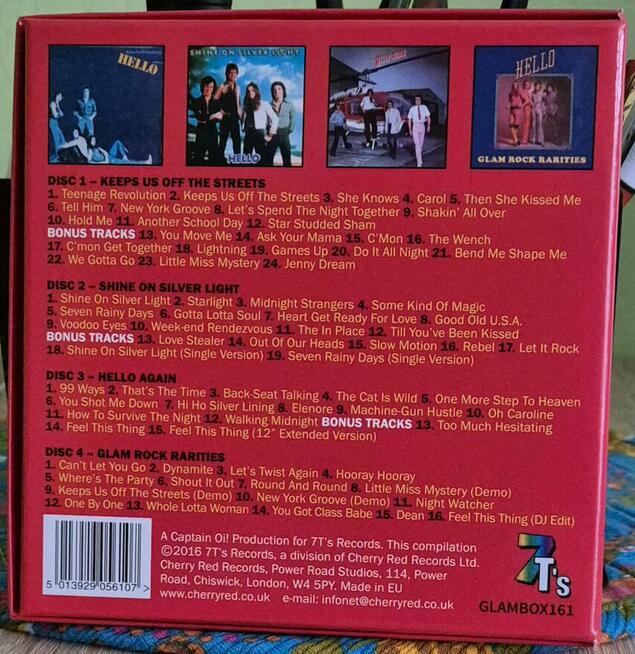 HELLO
SHINE ON SILVER LIGHT
HELLO
HELLO
GLAM ROCK RARITIES
DISC 1 – KEEPS US OFF THE STREETS
1. Teenage Revolution 2. Keeps Us Off The Streets 3. She Knows 4. Carol 5. Then She Kissed Me
6. Tell Him 7. New York Groove 8. Let's Spend The Night Together 9. Shakin' All Over
10. Hold Me 11. Another School Day 12. Star Studded Sham
BONUS TRACKS 13. You Move Me 14. Ask Your Mama 15. C'Mon 16. The Wench
17. C'mon Get Together 18. Lightning 19. Games Up 20. Do It All Night 21. Bend Me Shape Me
22. We Gotta Go 23. Little Miss Mystery 24. Jenny Dream
DISC 2 – SHINE ON SILVER LIGHT
1. Shine On Silver Light 2. Starlight 3. Midnight Strangers 4. Some Kind Of Magic
5. Seven Rainy Days 6. Gotta Lotta Soul 7. Heart Get Ready For Love 8. Good Old U.S.A.
9. Voodoo Eyes 10. Week-end Rendezvous 11. The In Place 12. Till You've Been Kissed
BONUS TRACKS 13. Love Stealer 14. Out Of Our Heads 15. Slow Motion 16. Rebel 17. Let It Rock
18. Shine On Silver Light (Single Version) 19. Seven Rainy Days (Single Version)
DISC 3 – HELLO AGAIN
1. 99 Ways 2. That's The Time 3. Back-Seat Talking 4. The Cat Is Wild 5. One More Step To Heaven
6. You Shot Me Down 7. Hi Ho Silver Lining 8. Elenore 9. Machine-Gun Hustle 10. Oh Caroline
11. How To Survive The Night 12. Walking Midnight BONUS TRACKS 13. Too Much Hesitating
14. Feel This Thing 15. Feel This Thing (12" Extended Version)
DISC 4 – GLAM ROCK RARITIES
1. Can't Let You Go 2. Dynamite 3. Let's Twist Again 4. Hooray Hooray
5. Where's The Party 6. Shout It Out 7. Round And Round 8. Little Miss Mystery (Demo)
9. Keeps Us Off The Streets (Demo) 10. New York Groove (Demo) 11. Night Watcher
12. One By One 13. Whole Lotta Woman 14. You Got Class Babe 15. Dean 16. Feel This Thing (DJ Edit)
A Captain Oi! Production for 7T's Records. This compilation
©2016 7T's Records, a division of Cherry Red Records Ltd.
Cherry Red Records, Power Road Studios, 114, Power
Road, Chiswick, London, W4 5PY. Made in EU
www.cherryred.co.uk e-mail: infonet@cherryred.co.uk
5 013929 056107 >
7T's
GLAMBOX161